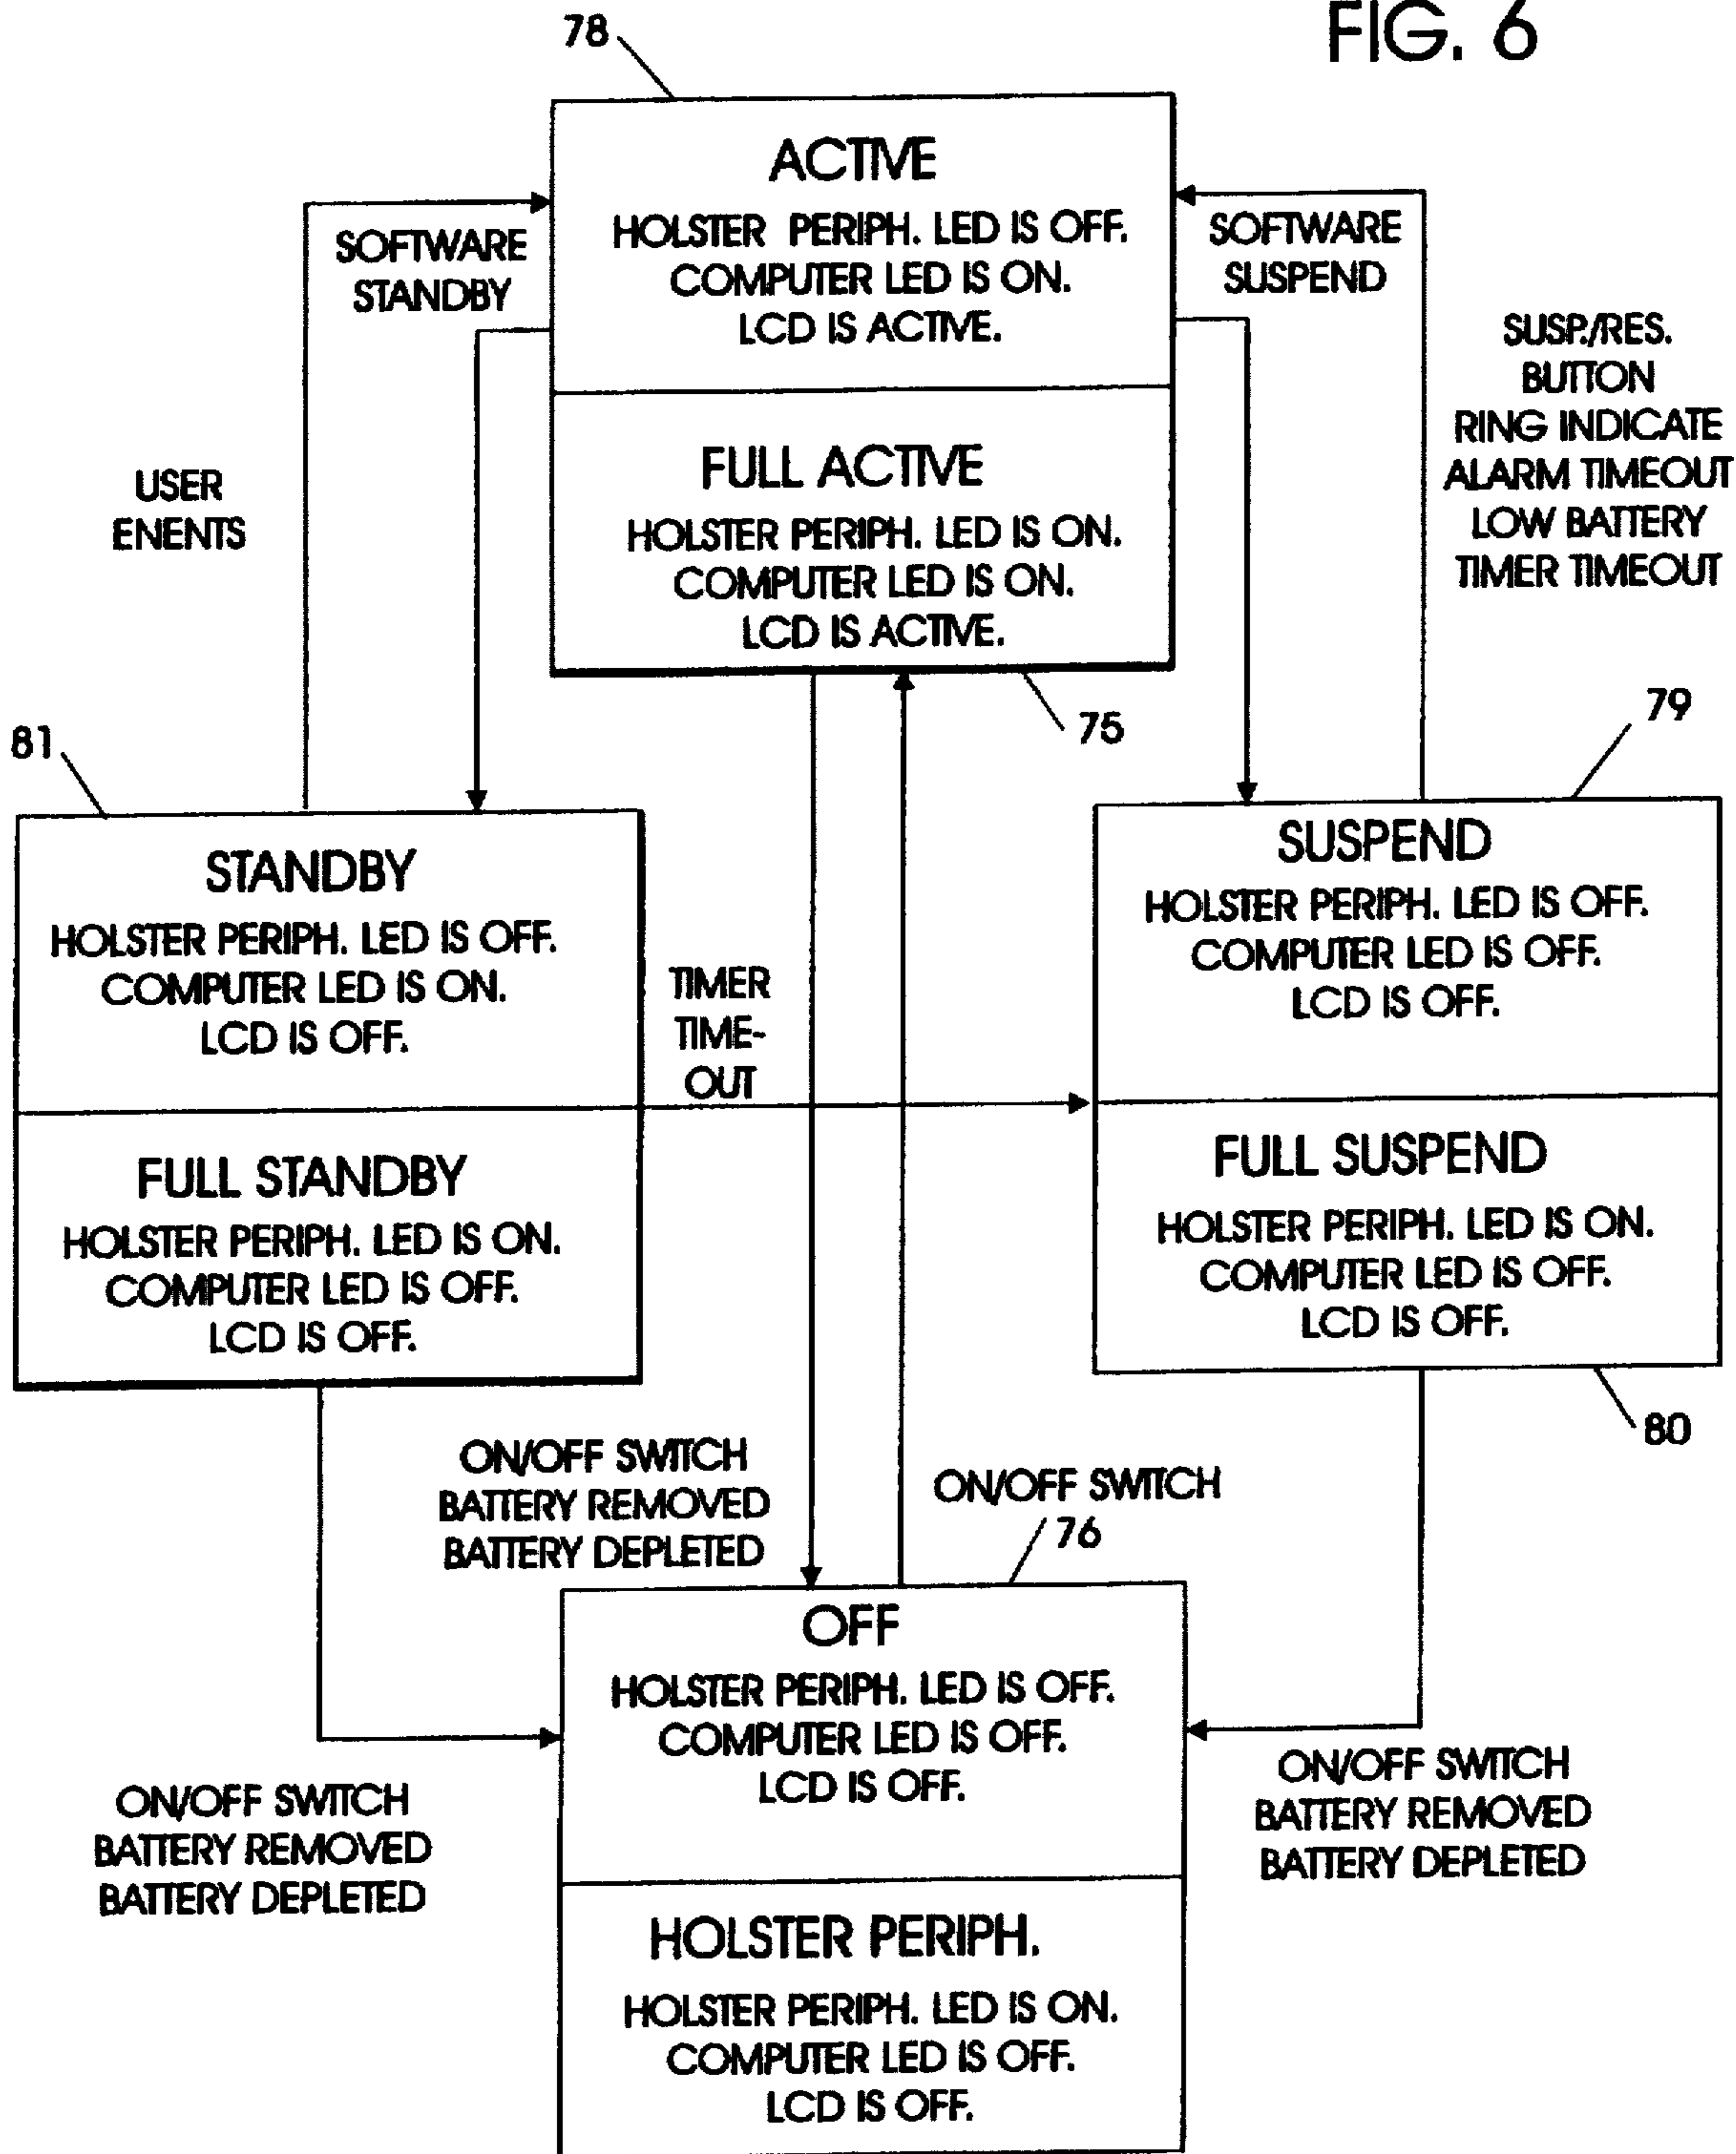 FIG. 6
78
ACTIVE
HOLSTER PERIPH. LED IS OFF.
COMPUTER LED IS ON.
LCD IS ACTIVE.
SOFTWARE
STANDBY
SOFTWARE
SUSPEND
FULL ACTIVE
HOLSTER PERIPH. LED IS ON.
COMPUTER LED IS ON.
LCD IS ACTIVE.
USER
ENENTS
SUSP./RES.
BUTTON
RING INDICATE
ALARM TIMEOUT
LOW BATTERY
TIMER TIMEOUT
75
81
79
STANDBY
HOLSTER PERIPH. LED IS OFF.
COMPUTER LED IS ON.
LCD IS OFF.
FULL STANDBY
HOLSTER PERIPH. LED IS ON.
COMPUTER LED IS OFF.
LCD IS OFF.
TIMER
TIME-
OUT
SUSPEND
HOLSTER PERIPH. LED IS OFF.
COMPUTER LED IS OFF.
LCD IS OFF.
FULL SUSPEND
HOLSTER PERIPH. LED IS ON.
COMPUTER LED IS OFF.
LCD IS OFF.
80
ON/OFF SWITCH
BATTERY REMOVED
BATTERY DEPLETED
ON/OFF SWITCH
76
OFF
HOLSTER PERIPH. LED IS OFF.
COMPUTER LED IS OFF.
LCD IS OFF.
ON/OFF SWITCH
BATTERY REMOVED
BATTERY DEPLETED
ON/OFF SWITCH
BATTERY REMOVED
BATTERY DEPLETED
HOLSTER PERIPH.
HOLSTER PERIPH. LED IS ON.
COMPUTER LED IS OFF.
LCD IS OFF.